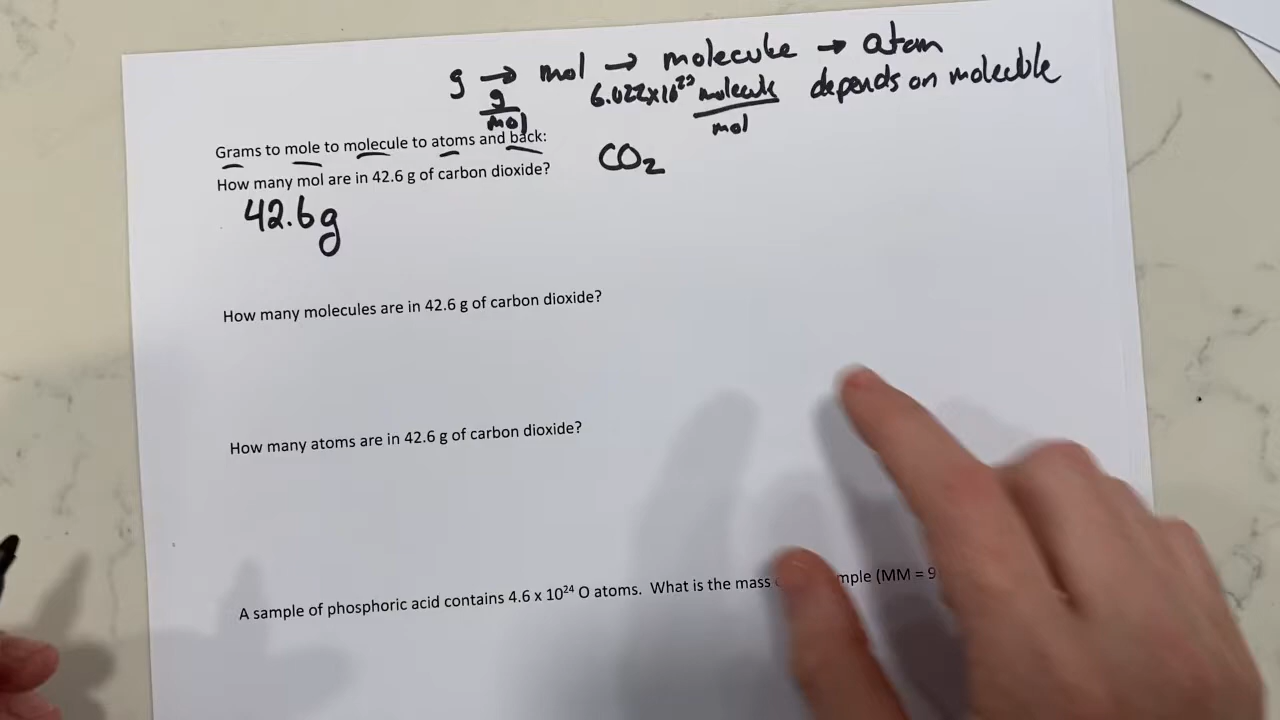 g → mol → molecule → atom
g/mol 6.022x10²³ molecule/mol depends on molecule
Grams to mole to molecule to atoms and back:
How many mol are in 42.6 g of carbon dioxide? CO₂
42.6g
How many molecules are in 42.6 g of carbon dioxide?
How many atoms are in 42.6 g of carbon dioxide?
A sample of phosphoric acid contains 4.6 x 10²⁴ O atoms. What is the mass (MM = 9